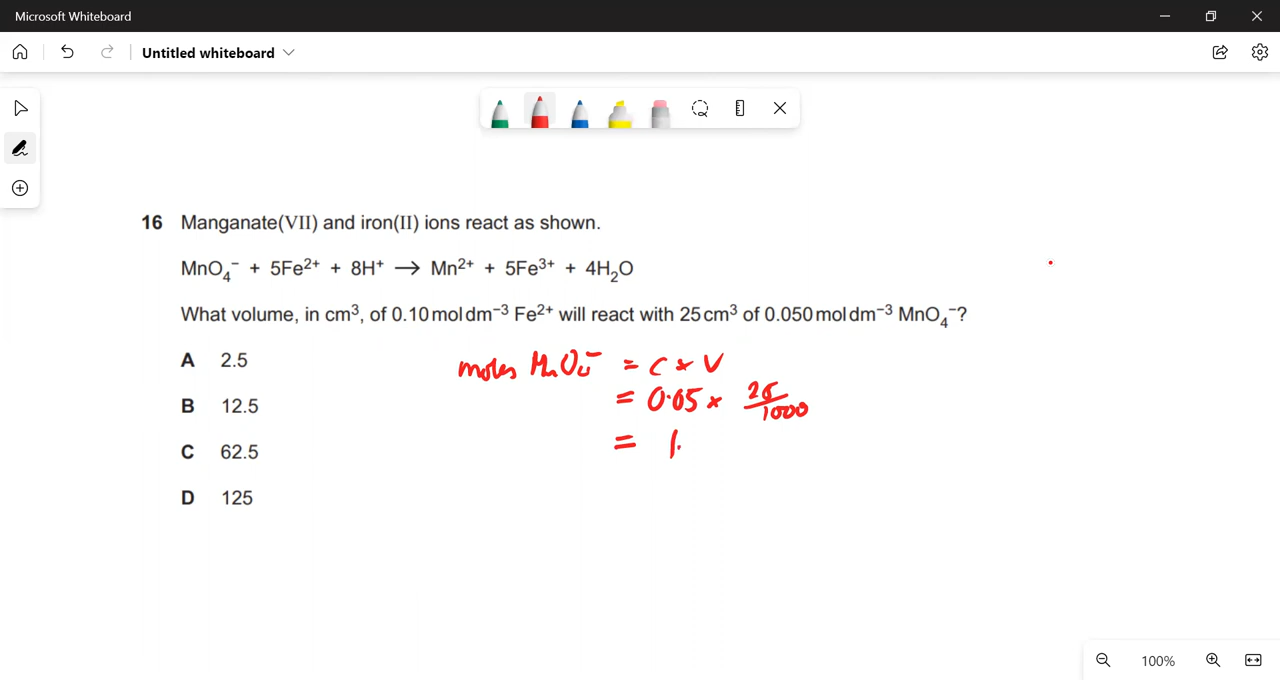 Microsoft Whiteboard
Untitled whiteboard
16 Manganate(VII) and iron(II) ions react as shown.
MnO₄⁻ + 5Fe²⁺ + 8H⁺ → Mn²⁺ + 5Fe³⁺ + 4H₂O
What volume, in cm³, of 0.10 mol dm⁻³ Fe²⁺ will react with 25 cm³ of 0.050 mol dm⁻³ MnO₄⁻?
A 2.5
B 12.5
C 62.5
D 125
moles MnO₄⁻ = C × V
= 0.05 × 25/1000
= 1.
100%